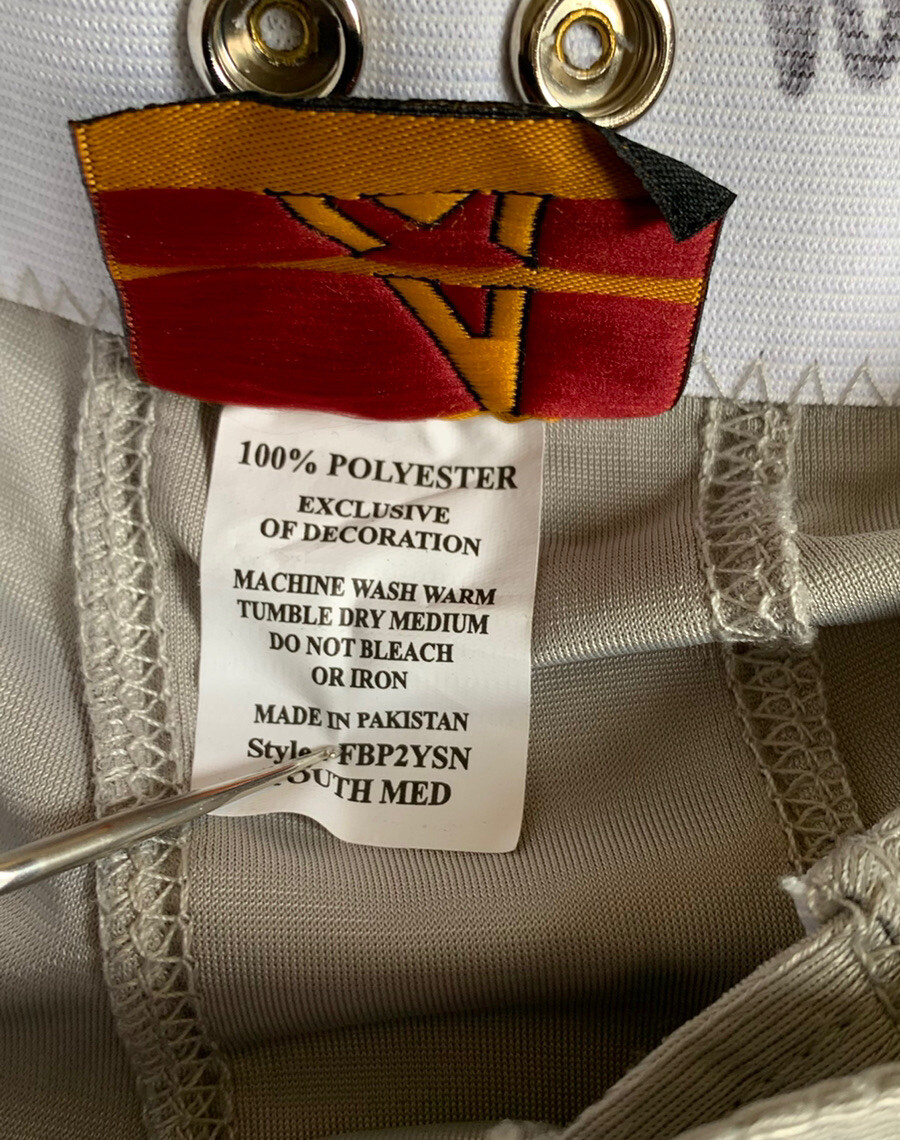 100% POLYESTER
EXCLUSIVE
OF DECORATION
MACHINE WASH WARM
TUMBLE DRY MEDIUM
DO NOT BLEACH
OR IRON
MADE IN PAKISTAN
Style FBP2YSN
YOUTH MED